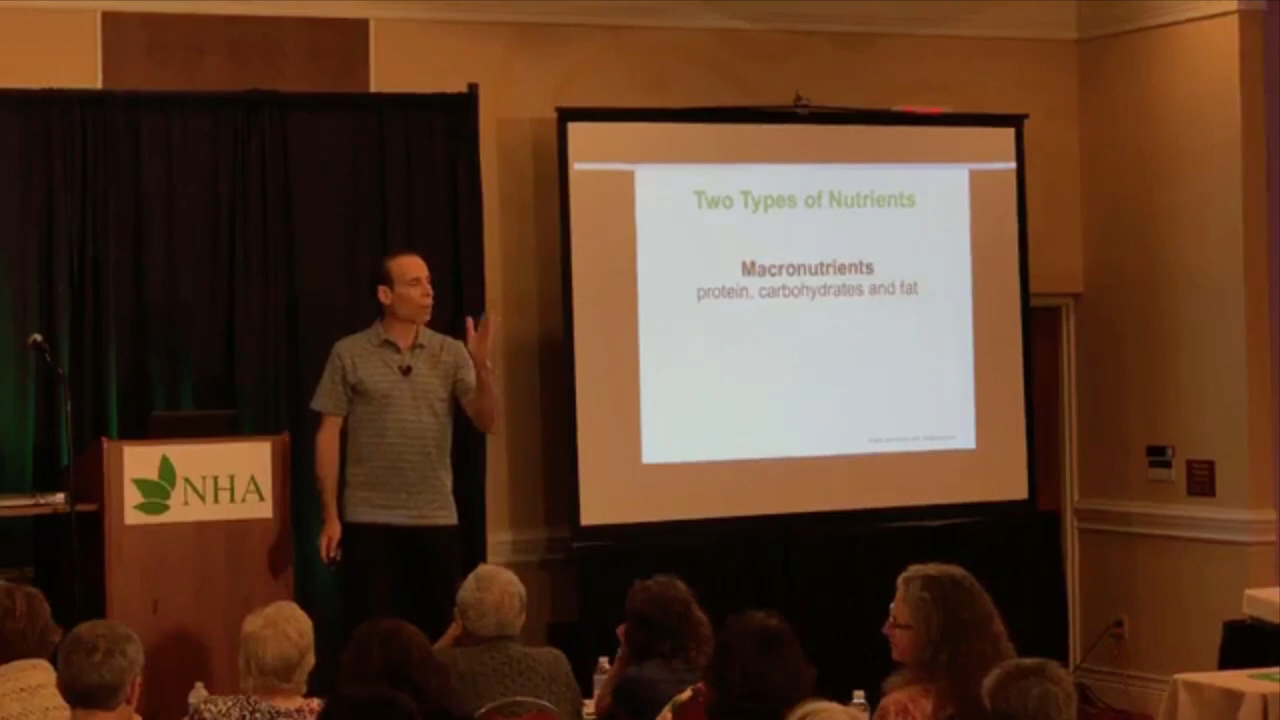 Two Types of Nutrients
Macronutrients
protein, carbohydrates and fat
NHA